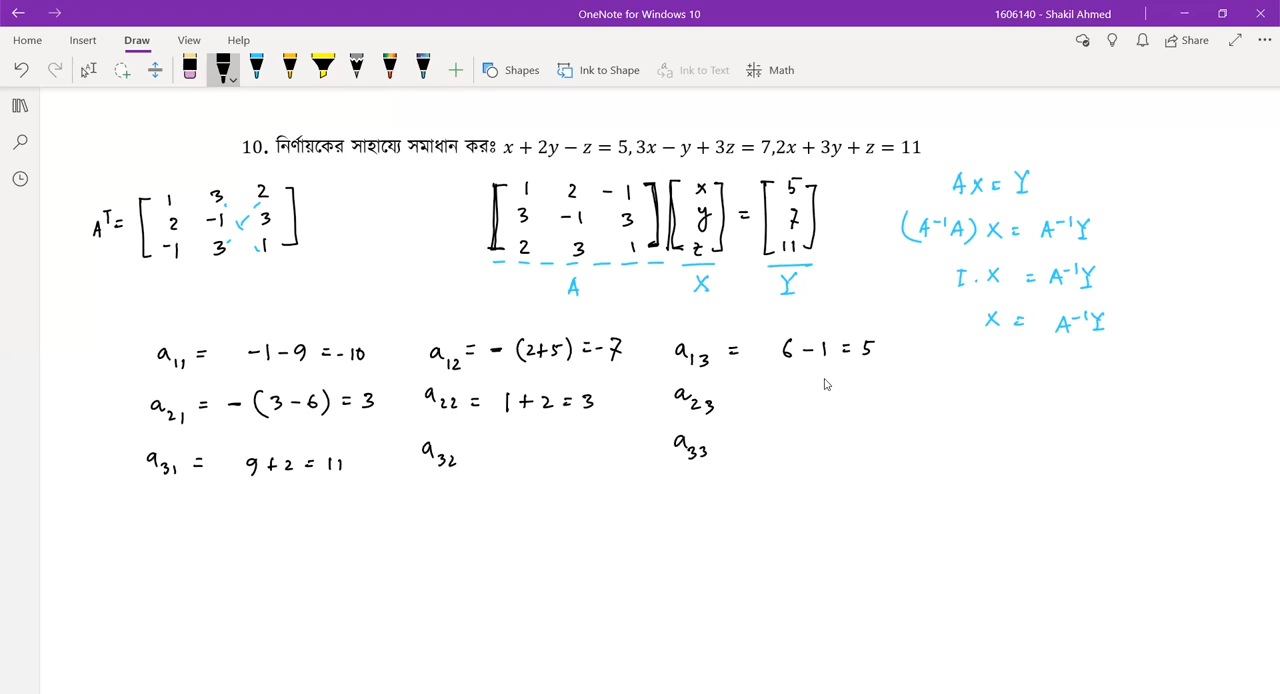 OneNote for Windows 10
1606140 - Shakil Ahmed
Home Insert Draw View Help
Share
Shapes Ink to Shape Ink to Text Math
10. নির্ণায়কের সাহায্যে সমাধান করঃ x + 2y − z = 5, 3x − y + 3z = 7,2x + 3y + z = 11
Aᵀ = [ 1 3 2
2 -1 3
-1 3 1 ]
[ 1 2 -1
3 -1 3
2 3 1 ] [ x
y
z ] = [ 5
7
11 ]
A X Y
AX = Y
(A⁻¹A) X = A⁻¹Y
I . X = A⁻¹Y
X = A⁻¹Y
a₁₁ = -1-9 = -10 a₁₂ = - (2+5) = -7 a₁₃ = 6 - 1 = 5
a₂₁ = - (3-6) = 3 a₂₂ = 1+2 = 3 a₂₃
a₃₁ = 9+2 = 11 a₃₂ a₃₃